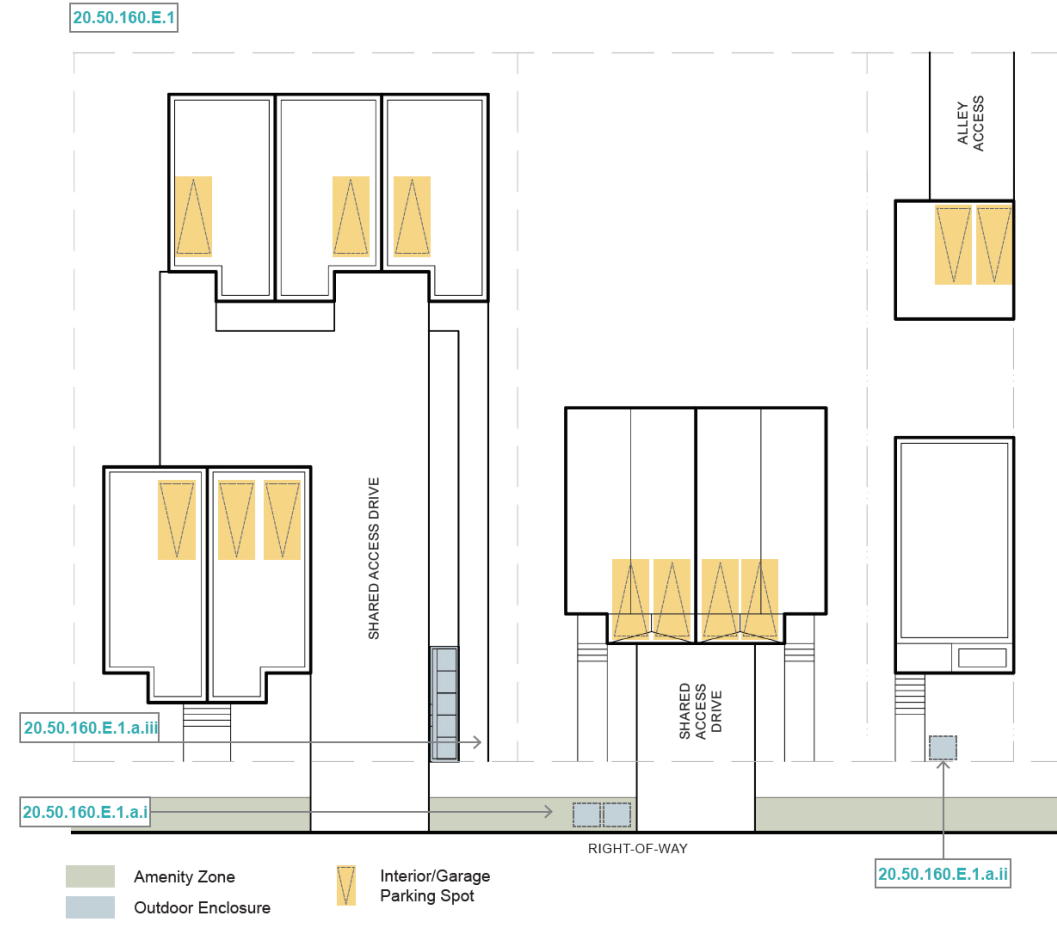 20.50.160.E.1
ALLEY
ACCESS
SHARED ACCESS DRIVE
SHARED
ACCESS
DRIVE
20.50.160.E.1.a.iii
20.50.160.E.1.a.i
RIGHT-OF-WAY
20.50.160.E.1.a.ii
Amenity Zone
Outdoor Enclosure
Interior/Garage
Parking Spot